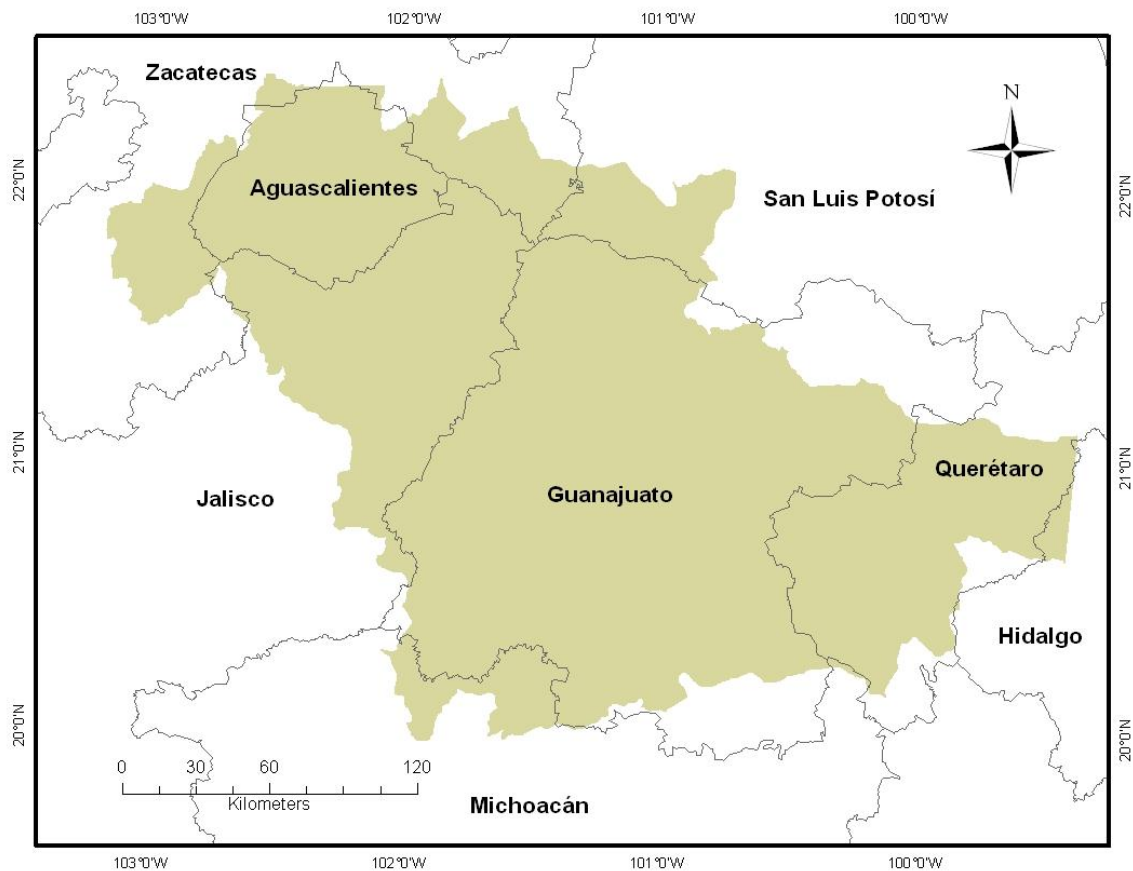 103°0'W 102°0'W 101°0'W 100°0'W
Zacatecas
N
22°0'N
22°0'N
Aguascalientes
San Luis Potosí
21°0'N
21°0'N
Querétaro
Jalisco
Guanajuato
Hidalgo
20°0'N
20°0'N
0 30 60 120
Kilometers
Michoacán
103°0'W 102°0'W 101°0'W 100°0'W